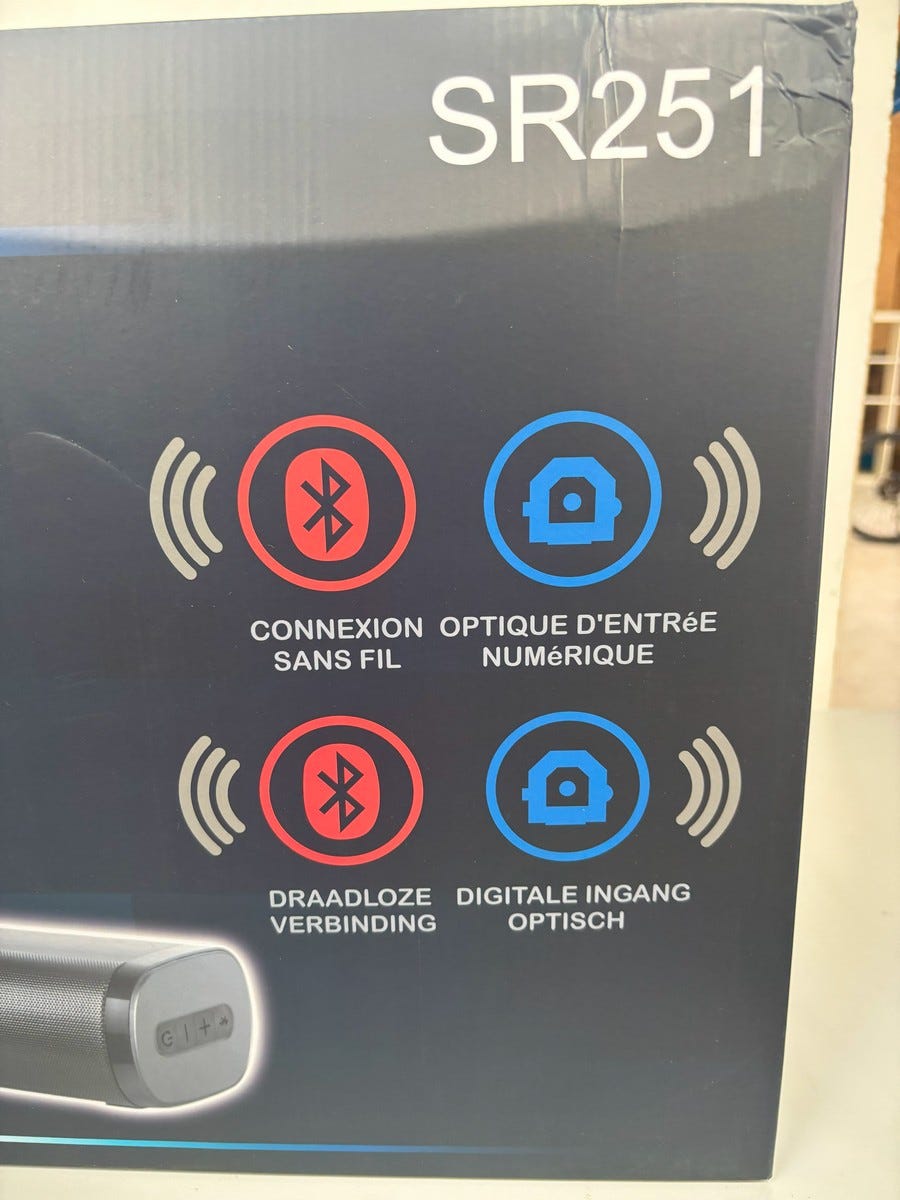 SR251
CONNEXION
SANS FIL
OPTIQUE D'ENTRéE
NUMéRIQUE
DRAADLOZE
VERBINDING
DIGITALE INGANG
OPTISCH